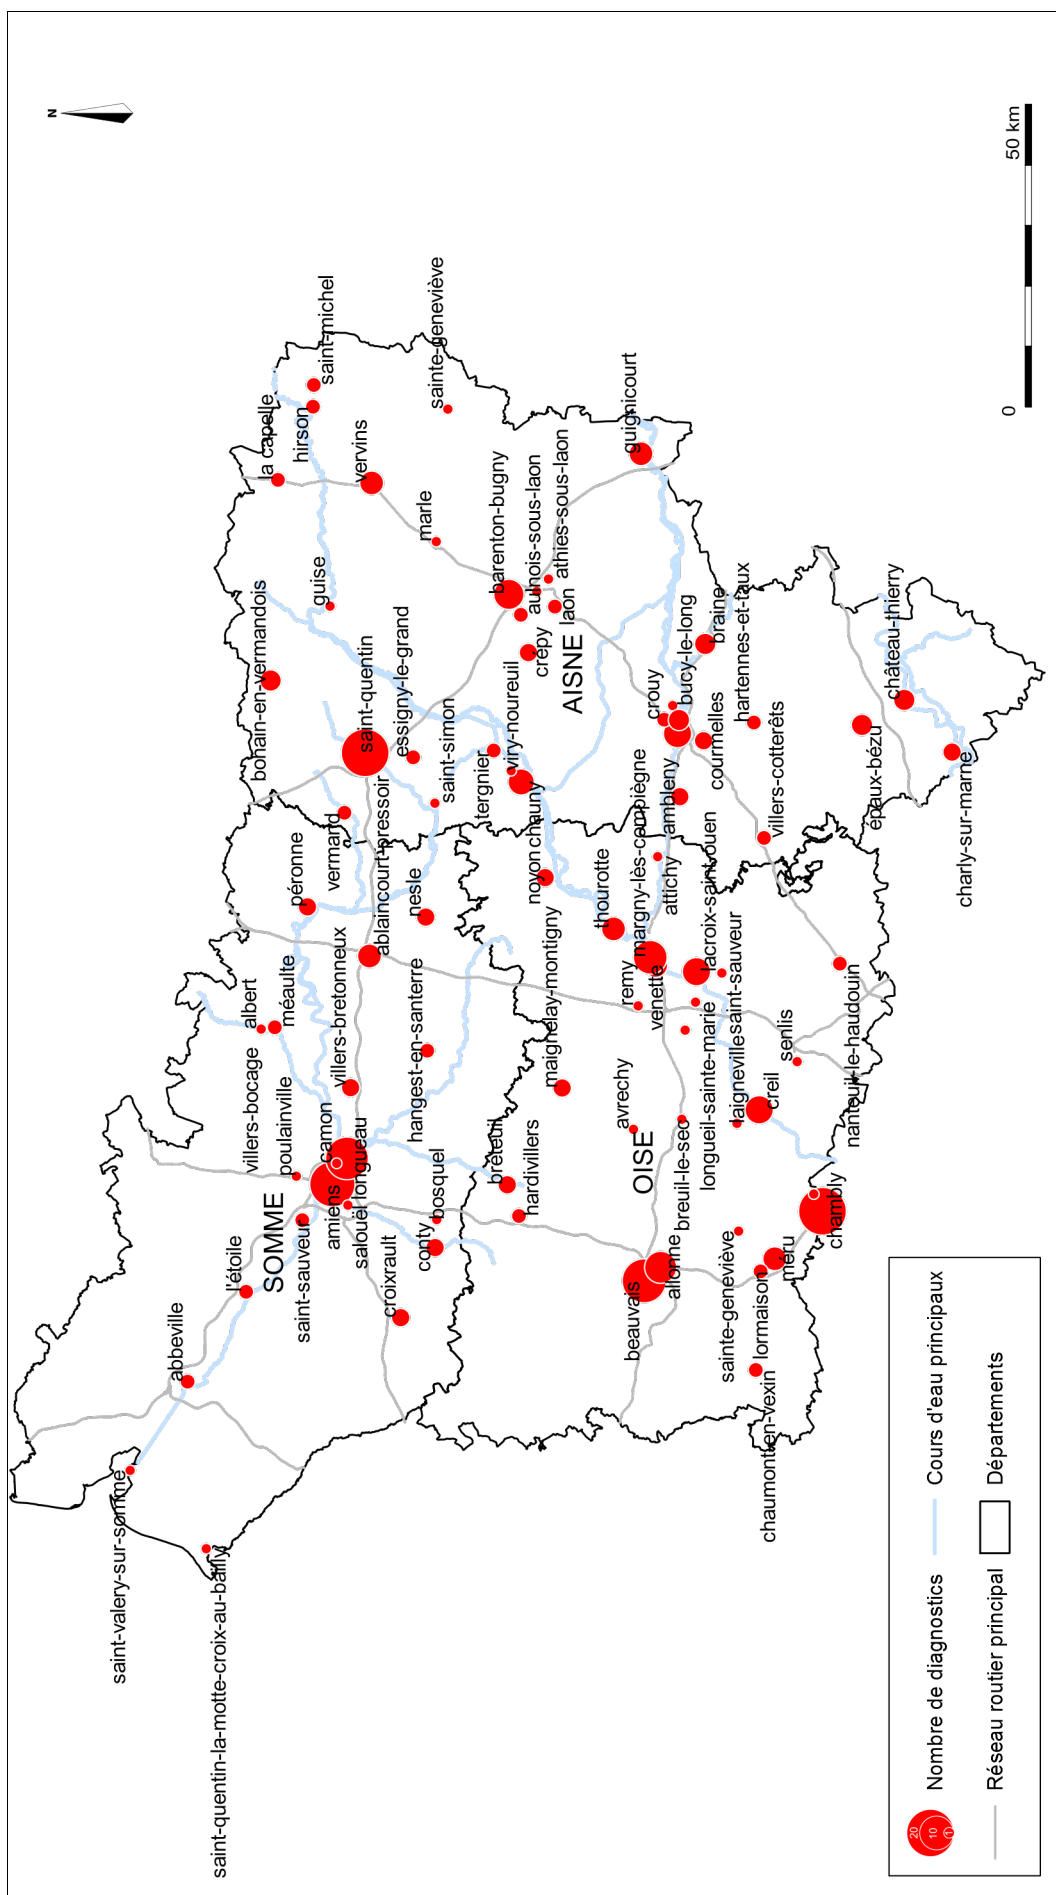 N
0
50 km
saint-michel
hirson
la capelle
sainte-geneviève
vervins
marle
guise
bohain-en-vermandois
saint-quentin
essigny-le-grand
saint-simon
vermand
barenton-bugny
aulnois-sous-laon
athies-sous-laon
laon
crépy
AISNE
tergnier
viry-noureuil
chauny
guignicourt
crouy
bucy-le-long
braine
courmelles
hartennes-et-taux
ambleny
villers-cotterêts
château-thierry
épaux-bézu
charly-sur-marne
péronne
ablaincourt-pressoir
nesle
albert
méaulte
villers-bretonneux
hangest-en-santerre
villers-bocage
poulainville
camon
longueau
amiens
salouël
saint-sauveur
SOMME
l'étoile
abbeville
saint-valery-sur-somme
saint-quentin-la-motte-croix-au-bailly
bosquel
conty
croixrault
noyon
thourotte
margny-lès-compiègne
attichy
lacroix-saint-ouen
saint-sauveur
remy
venette
longueil-sainte-marie
maignelay-montigny
avrechy
OISE
breteuil
hardivillers
breuil-le-sec
laigneville
creil
senlis
nanteuil-le-haudouin
beauvais
allonne
sainte-geneviève
méru
lormaison
chambly
chaumont-en-vexin
20
10
1
Nombre de diagnostics
Cours d'eau principaux
Réseau routier principal
Départements